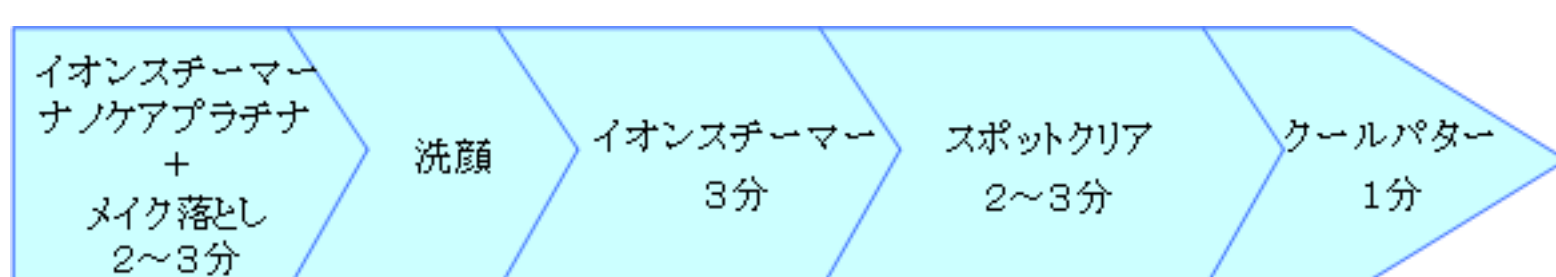 イオンスチーマー
ナノケアプラチナ
＋
メイク落とし
２～３分
洗顔
イオンスチーマー
３分
スポットクリア
２～３分
クールパター
１分